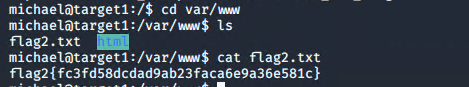 michael@target1:/$ cd var/www
michael@target1:/var/www$ ls
flag2.txt html
michael@target1:/var/www$ cat flag2.txt
flag2{fc3fd58dcdad9ab23faca6e9a36e581c}